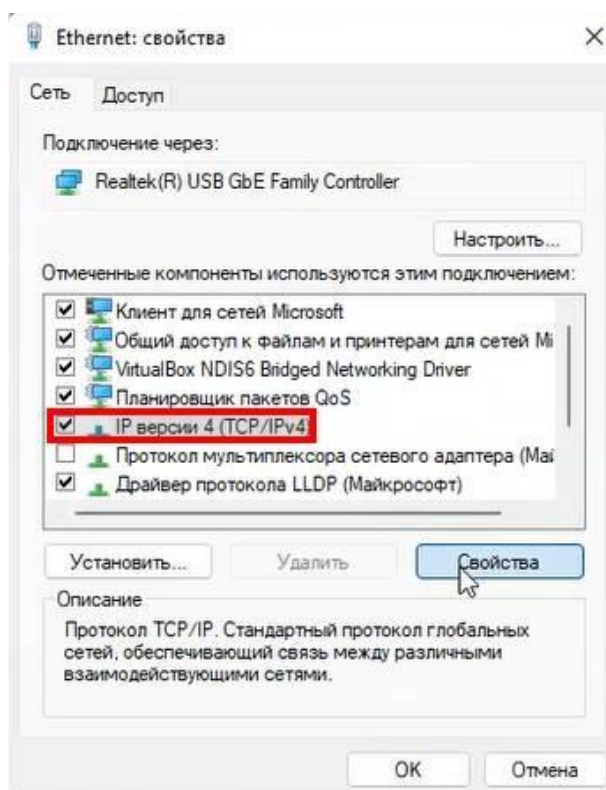 Ethernet: свойства
Сеть Доступ
Подключение через:
Realtek(R) USB GbE Family Controller
Настроить...
Отмеченные компоненты используются этим подключением:
Клиент для сетей Microsoft
Общий доступ к файлам и принтерам для сетей Mi
VirtualBox NDIS6 Bridged Networking Driver
Планировщик пакетов QoS
IP версии 4 (TCP/IPv4)
Протокол мультиплексора сетевого адаптера (Май
Драйвер протокола LLDP (Майкрософт)
Установить... Удалить Свойства
Описание
Протокол TCP/IP. Стандартный протокол глобальных
сетей, обеспечивающий связь между различными
взаимодействующими сетями.
OK Отмена